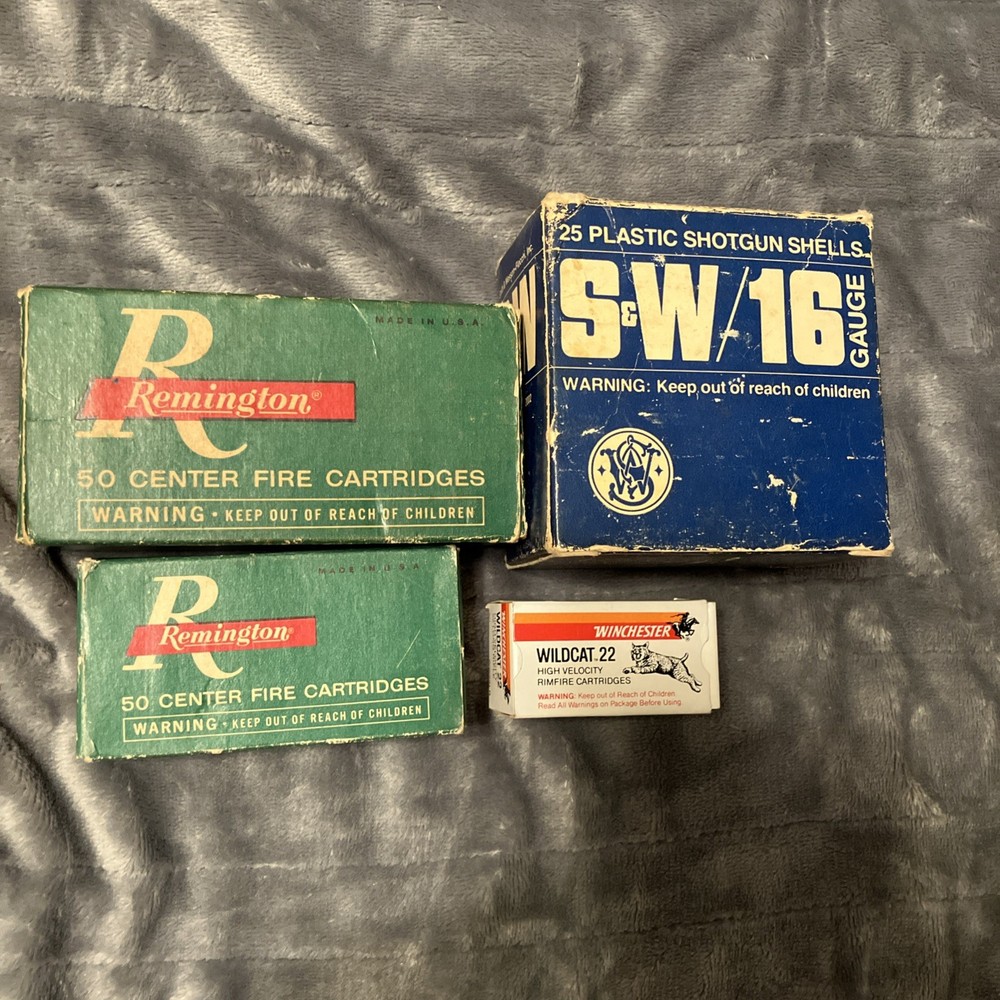 MADE IN U.S.A.
R
Remington®
50 CENTER FIRE CARTRIDGES
WARNING • KEEP OUT OF REACH OF CHILDREN
25 PLASTIC SHOTGUN SHELLS
S&W/16
GAUGE
WARNING: Keep out of reach of children
S&W
W
MADE IN U.S.A.
R
Remington®
50 CENTER FIRE CARTRIDGES
WARNING • KEEP OUT OF REACH OF CHILDREN
WINCHESTER
WILDCAT™ 22
HIGH VELOCITY
RIMFIRE CARTRIDGES
WARNING: Keep out of Reach of Children.
Read All Warnings on Package Before Using.
WINCHESTER
WILDCAT 22